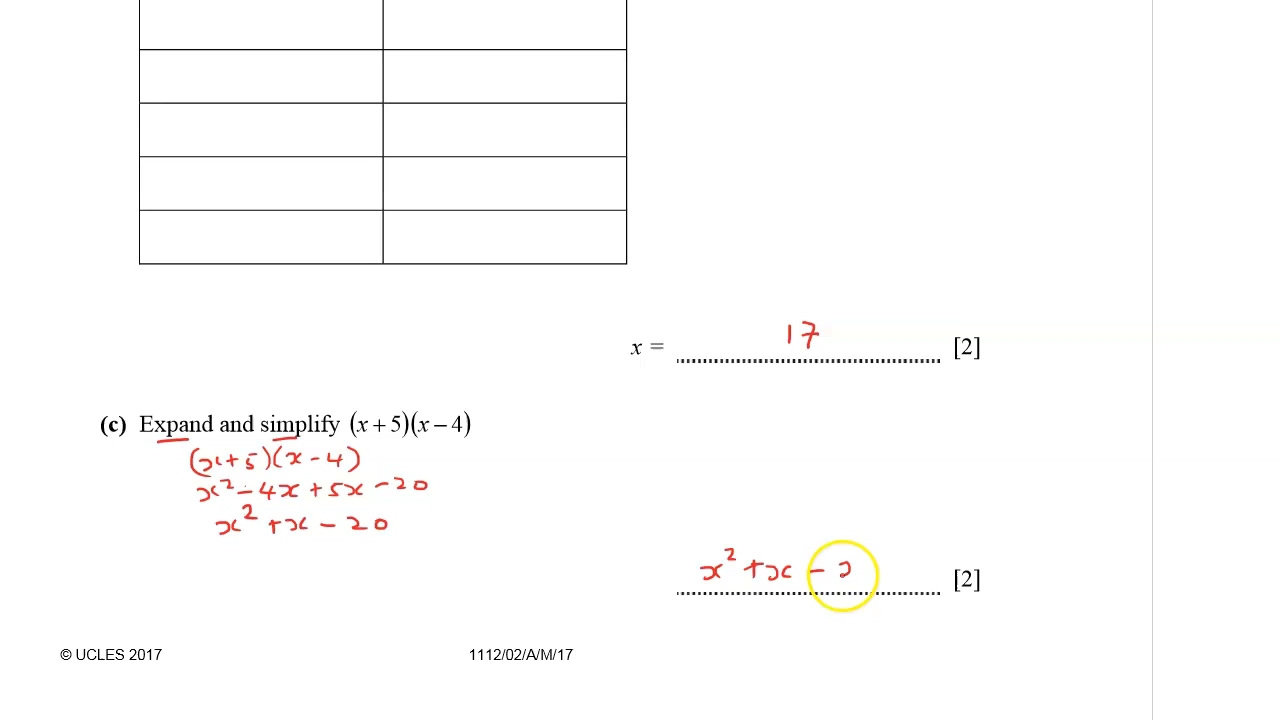 x = 17 [2]
(c) Expand and simplify (x + 5)(x − 4)
(x+5)(x - 4)
x² - 4x + 5x - 20
x² + x - 20
x² + x - 2 [2]
© UCLES 2017 1112/02/A/M/17